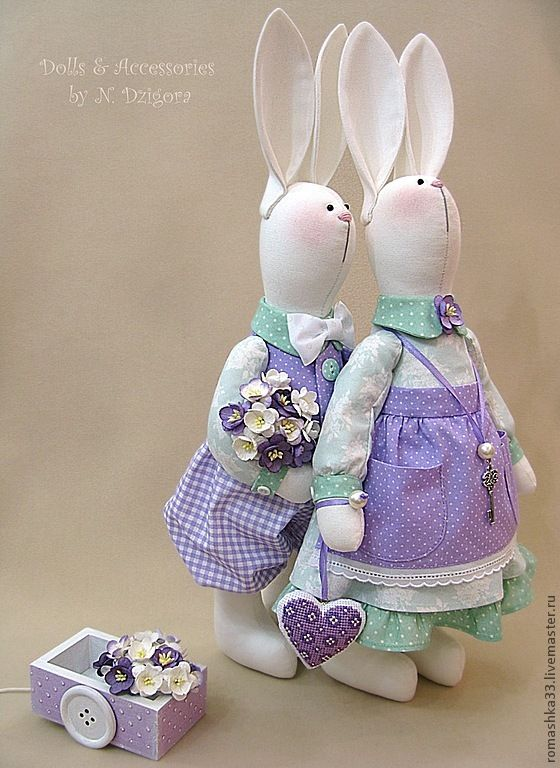 Dolls & Accessories
by N. Dzigora
romashka33.livemaster.ru